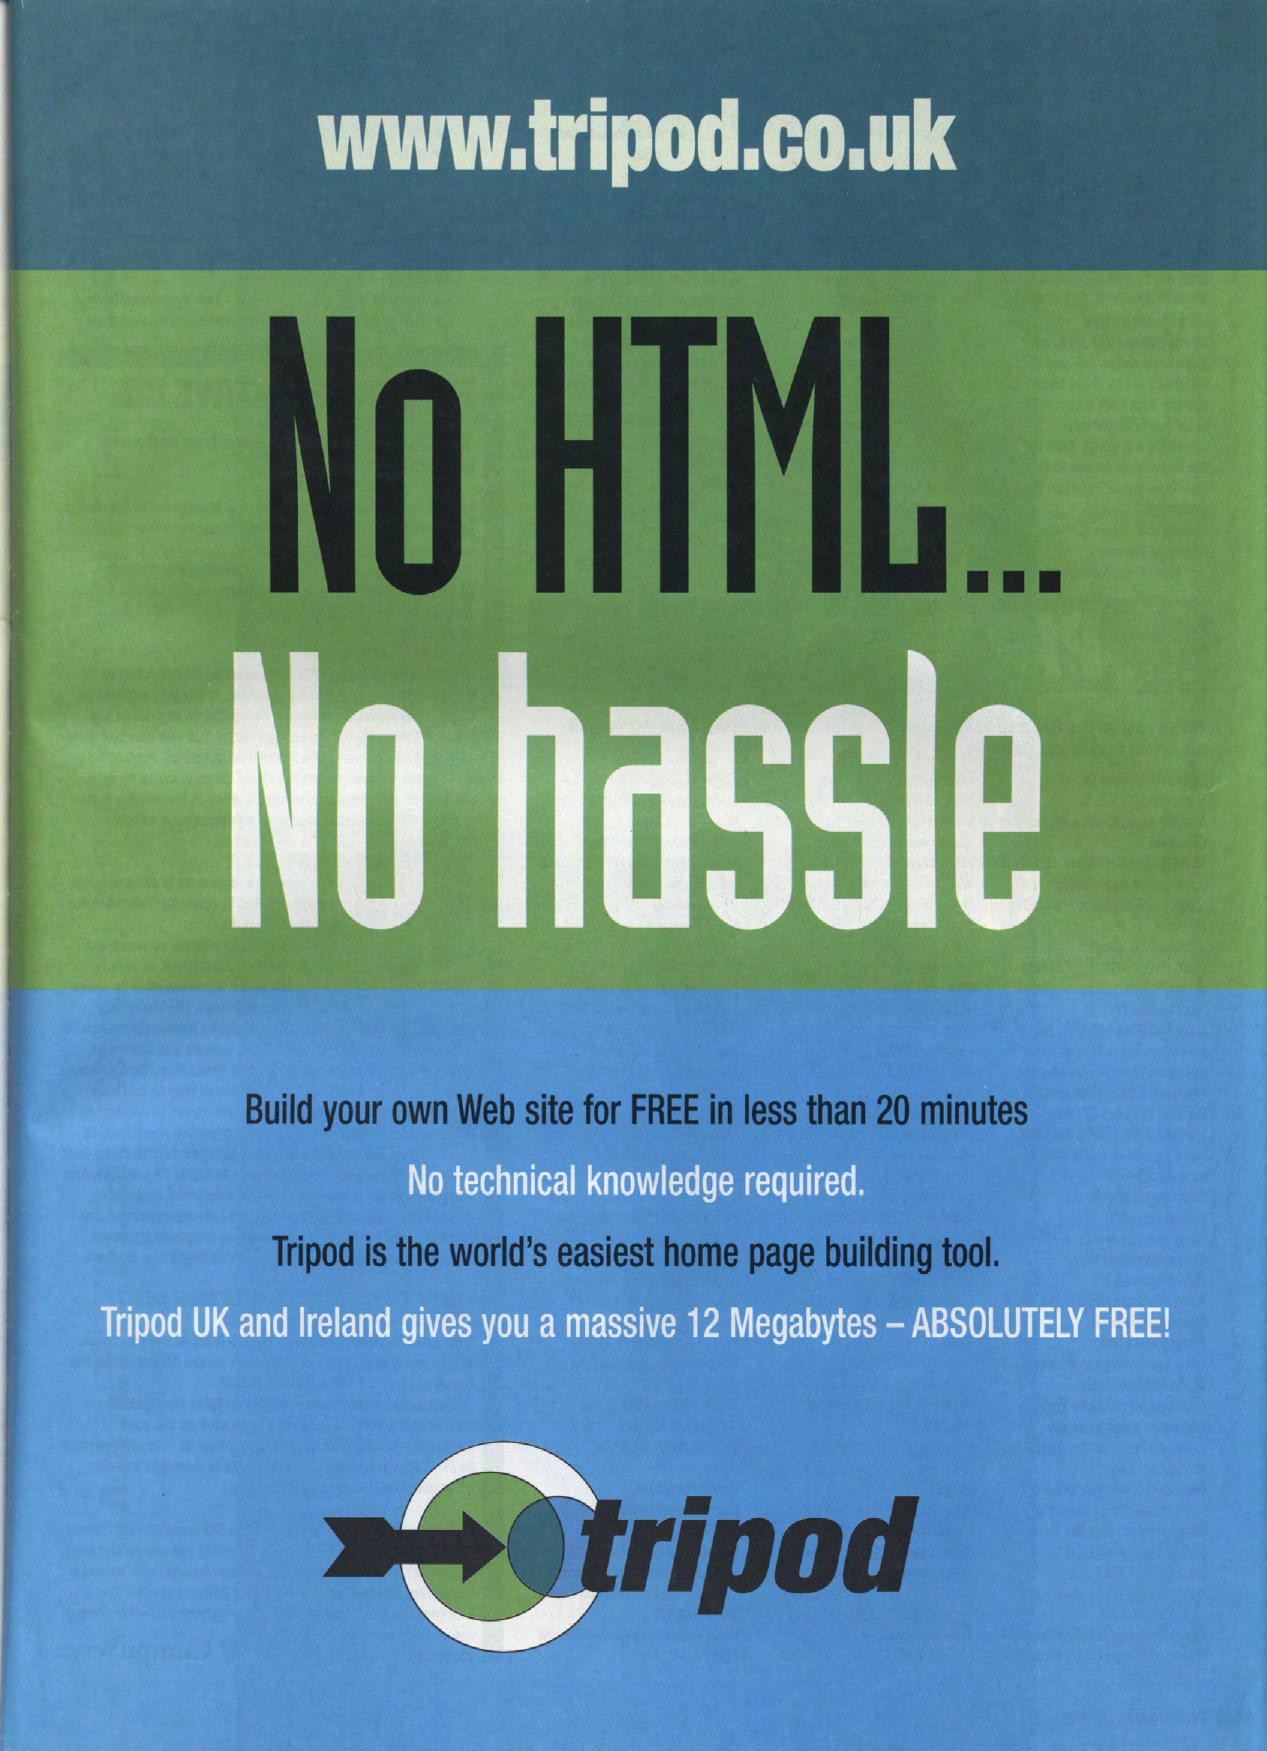 www.tripod.co.uk
No HTML...
No hassle
Build your own Web site for FREE in less than 20 minutes
No technical knowledge required.
Tripod is the world's easiest home page building tool.
Tripod UK and Ireland gives you a massive 12 Megabytes – ABSOLUTELY FREE!
tripod